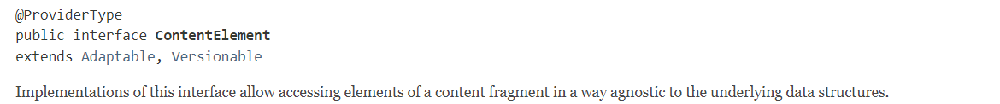 @ProviderType
public interface ContentElement
extends Adaptable, Versionable
Implementations of this interface allow accessing elements of a content fragment in a way agnostic to the underlying data structures.